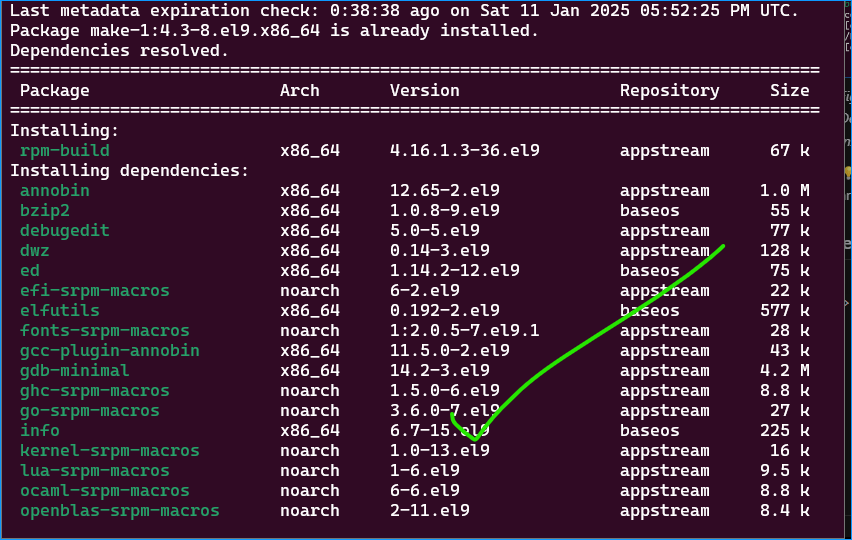 Last metadata expiration check: 0:38:38 ago on Sat 11 Jan 2025 05:52:25 PM UTC.
Package make-1:4.3-8.el9.x86_64 is already installed.
Dependencies resolved.
================================================================================
Package Arch Version Repository Size
================================================================================
Installing:
rpm-build x86_64 4.16.1.3-36.el9 appstream 67 k
Installing dependencies:
annobin x86_64 12.65-2.el9 appstream 1.0 M
bzip2 x86_64 1.0.8-9.el9 baseos 55 k
debugedit x86_64 5.0-5.el9 appstream 77 k
dwz x86_64 0.14-3.el9 appstream 128 k
ed x86_64 1.14.2-12.el9 baseos 75 k
efi-srpm-macros noarch 6-2.el9 appstream 22 k
elfutils x86_64 0.192-2.el9 baseos 577 k
fonts-srpm-macros noarch 1:2.0.5-7.el9.1 appstream 28 k
gcc-plugin-annobin x86_64 11.5.0-2.el9 appstream 43 k
gdb-minimal x86_64 14.2-3.el9 appstream 4.2 M
ghc-srpm-macros noarch 1.5.0-6.el9 appstream 8.8 k
go-srpm-macros noarch 3.6.0-7.el9 appstream 27 k
info x86_64 6.7-15.el9 baseos 225 k
kernel-srpm-macros noarch 1.0-13.el9 appstream 16 k
lua-srpm-macros noarch 1-6.el9 appstream 9.5 k
ocaml-srpm-macros noarch 6-6.el9 appstream 8.8 k
openblas-srpm-macros noarch 2-11.el9 appstream 8.4 k